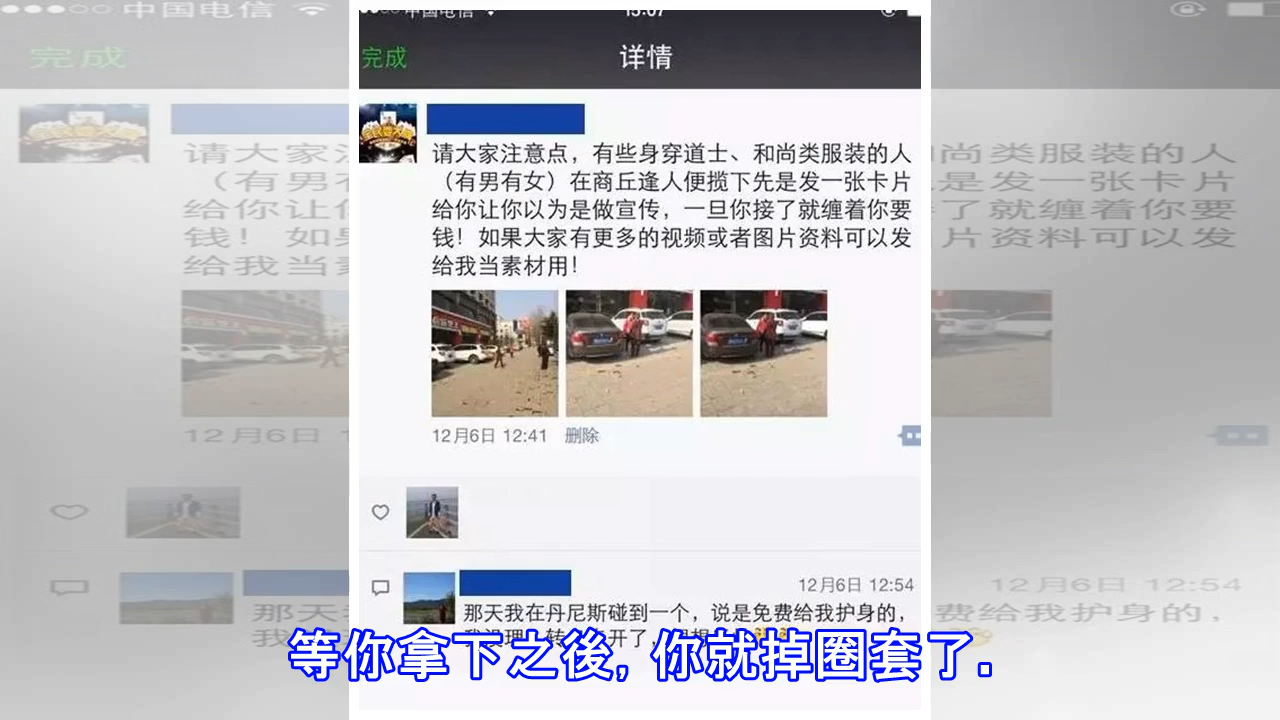 中国电信
15:07
完成
详情
请大家注意点，有些身穿道士、和尚类服装的人
（有男有女）在商丘逢人便揽下先是发一张卡片
给你让你以为是做宣传，一旦你接了就缠着你要
钱！如果大家有更多的视频或者图片资料可以发
给我当素材用！
12月6日 12:41 删除
12月6日 12:54
那天我在丹尼斯碰到一个，说是免费给我护身的，
等你拿下之後, 你就掉圈套了.